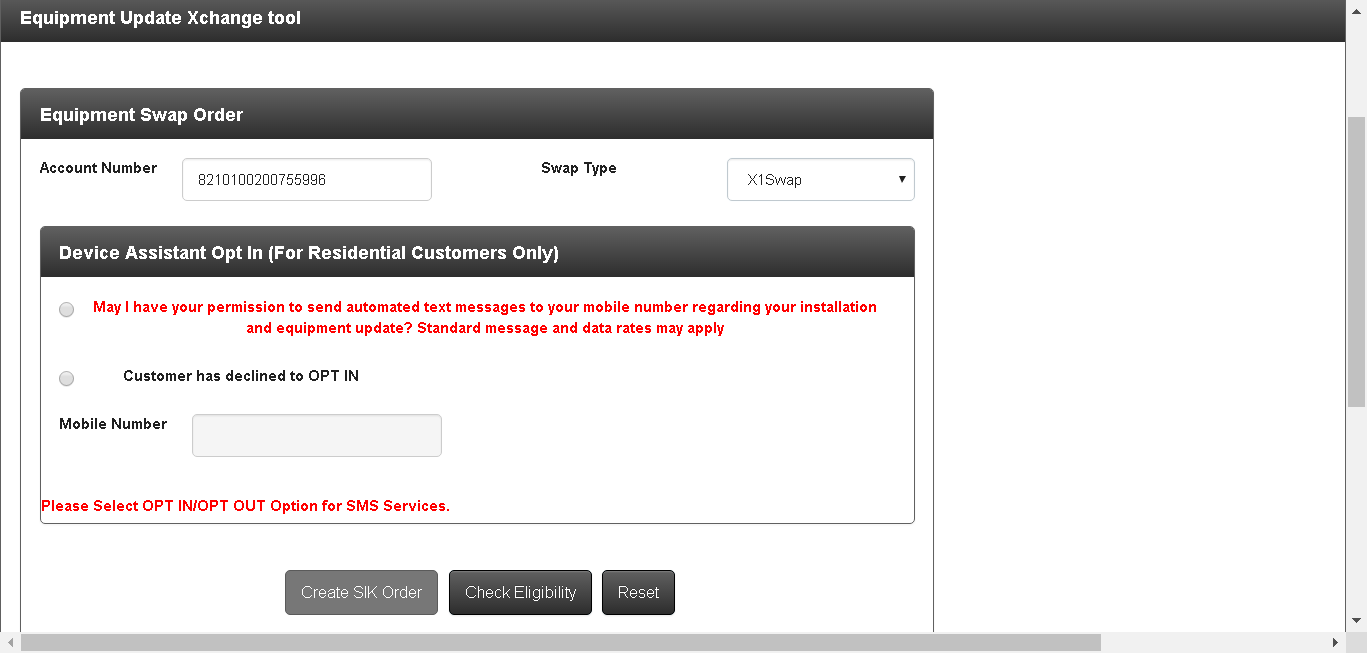 Equipment Update Xchange tool
Equipment Swap Order
Account Number
8210100200755996
Swap Type
X1Swap
Device Assistant Opt In (For Residential Customers Only)
May I have your permission to send automated text messages to your mobile number regarding your installation
and equipment update? Standard message and data rates may apply
Customer has declined to OPT IN
Mobile Number
Please Select OPT IN/OPT OUT Option for SMS Services.
Create SIK Order
Check Eligibility
Reset